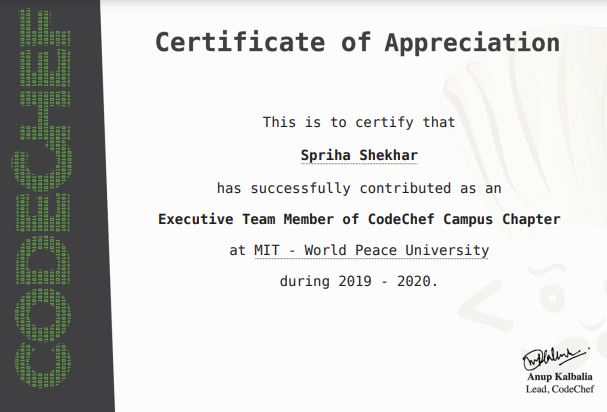 CODECHEF
Certificate of Appreciation
This is to certify that
Spriha Shekhar
has successfully contributed as an
Executive Team Member of CodeChef Campus Chapter
at MIT - World Peace University
during 2019 - 2020.
Anup Kalbalia
Lead, CodeChef